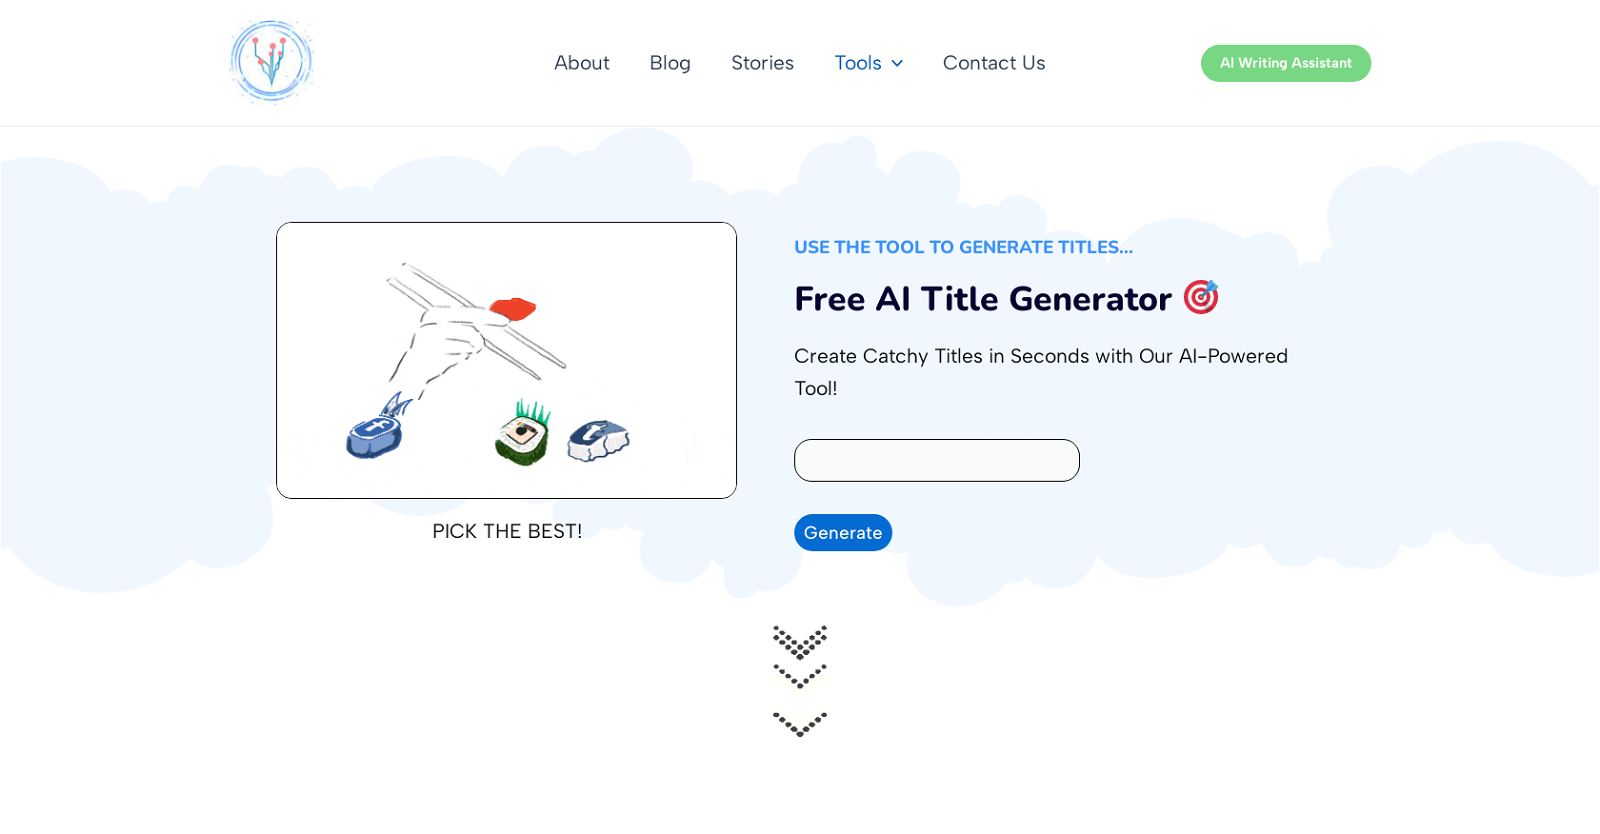 About
Blog
Stories
Tools
Contact Us
AI Writing Assistant
USE THE TOOL TO GENERATE TITLES...
Free AI Title Generator
Create Catchy Titles in Seconds with Our AI-Powered
Tool!
f
t
PICK THE BEST!
Generate